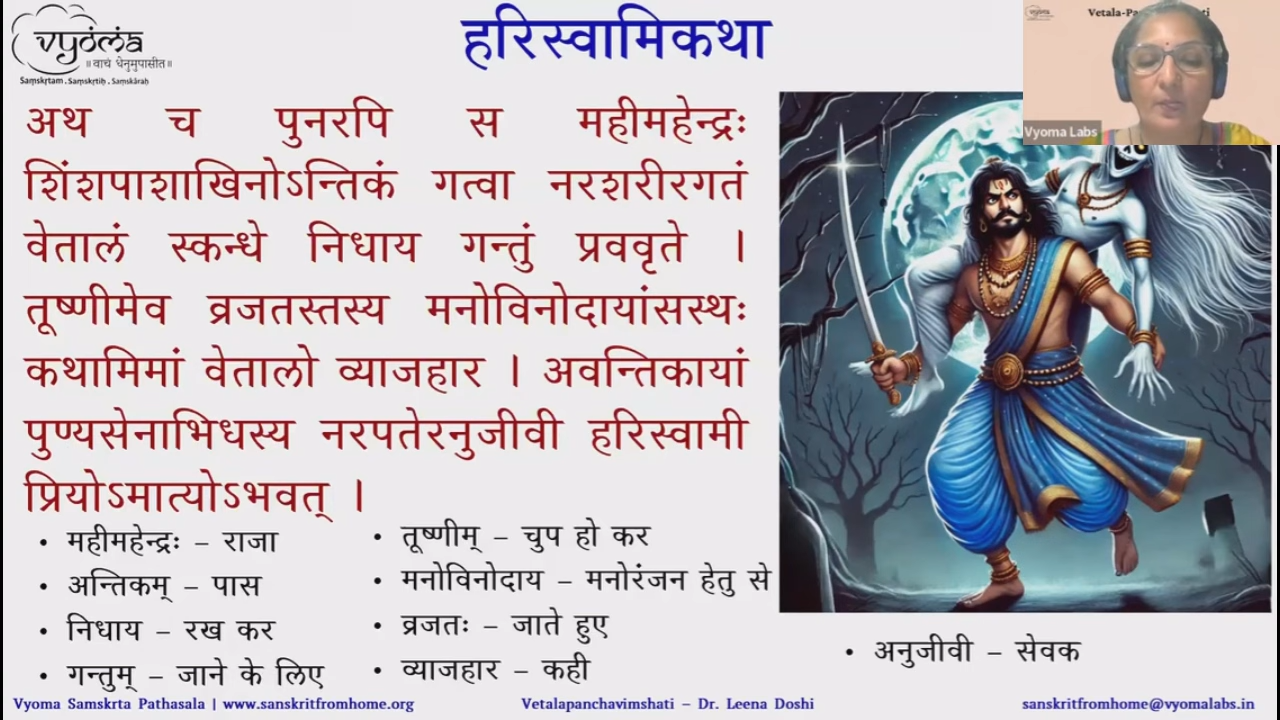 vyoma
॥ वाचं धेनुमुपासीत॥
Saṃskṛtam . Saṃskṛtiḥ . Saṃskāraḥ
हरिस्वामिकथा
Vyoma Labs
अथ च पुनरपि स महीमहेन्द्रः
शिंशपाशाखिनोऽन्तिकं गत्वा नरशरीरगतं
वेतालं स्कन्धे निधाय गन्तुं प्रववृते ।
तूष्णीमेव व्रजतस्तस्य मनोविनोदायांसस्थः
कथामिमां वेतालो व्याजहार । अवन्तिकायां
पुण्यसेनाभिधस्य नरपतेरनुजीवी हरिस्वामी
प्रियोऽमात्योऽभवत् ।
• महीमहेन्द्रः – राजा
• अन्तिकम् – पास
• निधाय – रख कर
• गन्तुम् – जाने के लिए
• तूष्णीम् – चुप हो कर
• मनोविनोदाय – मनोरंजन हेतु से
• व्रजतः – जाते हुए
• व्याजहार – कही
• अनुजीवी – सेवक
Vyoma Samskrta Pathasala | www.sanskritfromhome.org
Vetalapanchavimshati – Dr. Leena Doshi
sanskritfromhome@vyomalabs.in